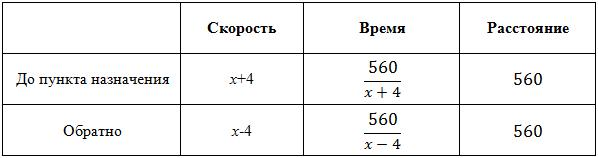 Скорость Время Расстояние
До пункта назначения x+4 560/(x + 4) 560
Обратно x-4 560/(x − 4) 560